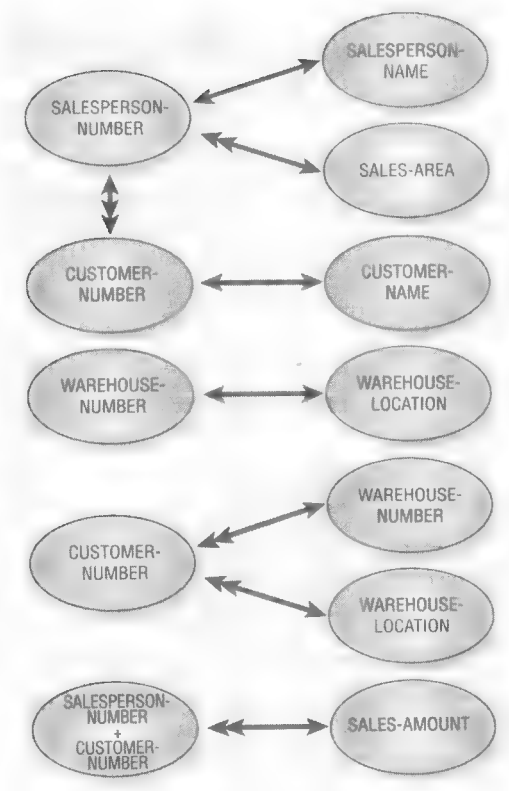 SALESPERSON-
NAME
SALESPERSON-
NUMBER
SALES-AREA
CUSTOMER-
NUMBER
CUSTOMER-
NAME
WAREHOUSE-
NUMBER
WAREHOUSE-
LOCATION
WAREHOUSE-
NUMBER
CUSTOMER-
NUMBER
WAREHOUSE-
LOCATION
SALESPERSON-
NUMBER
+
CUSTOMER-
NUMBER
SALES-AMOUNT